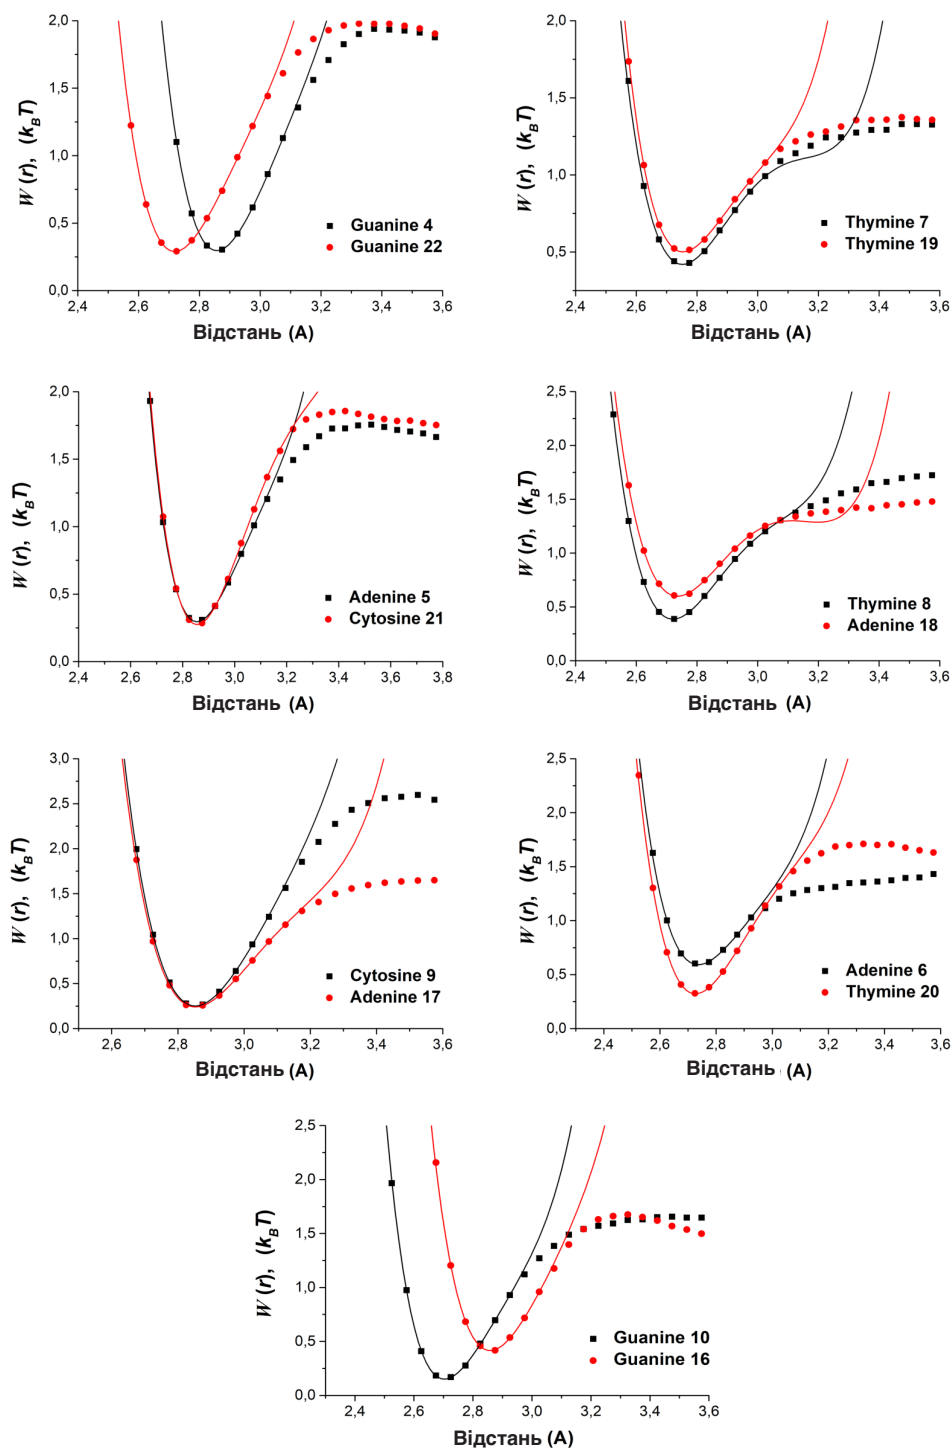 W (r), (kBT)
2,0
1,5
1,0
0,5
0,0
Guanine 4
Guanine 22
2,4 2,6 2,8 3,0 3,2 3,4 3,6
Відстань (A)
W (r), (kBT)
2,0
1,5
1,0
0,5
Thymine 7
Thymine 19
2,4 2,6 2,8 3,0 3,2 3,4 3,6
Відстань (A)
W (r), (kBT)
2,0
1,5
1,0
0,5
0,0
Adenine 5
Cytosine 21
2,4 2,6 2,8 3,0 3,2 3,4 3,6 3,8
Відстань (A)
W (r), (kBT)
2,5
2,0
1,5
1,0
0,5
0,0
Thymine 8
Adenine 18
2,4 2,6 2,8 3,0 3,2 3,4 3,6
Відстань (A)
W (r), (kBT)
3,0
2,5
2,0
1,5
1,0
0,5
0,0
Cytosine 9
Adenine 17
2,6 2,8 3,0 3,2 3,4 3,6
Відстань (A)
W (r), (kBT)
2,5
2,0
1,5
1,0
0,5
0,0
Adenine 6
Thymine 20
2,4 2,6 2,8 3,0 3,2 3,4 3,6
Відстань (A)
W (r), (kBT)
2,5
2,0
1,5
1,0
0,5
0,0
Guanine 10
Guanine 16
2,4 2,6 2,8 3,0 3,2 3,4 3,6
Відстань (A)